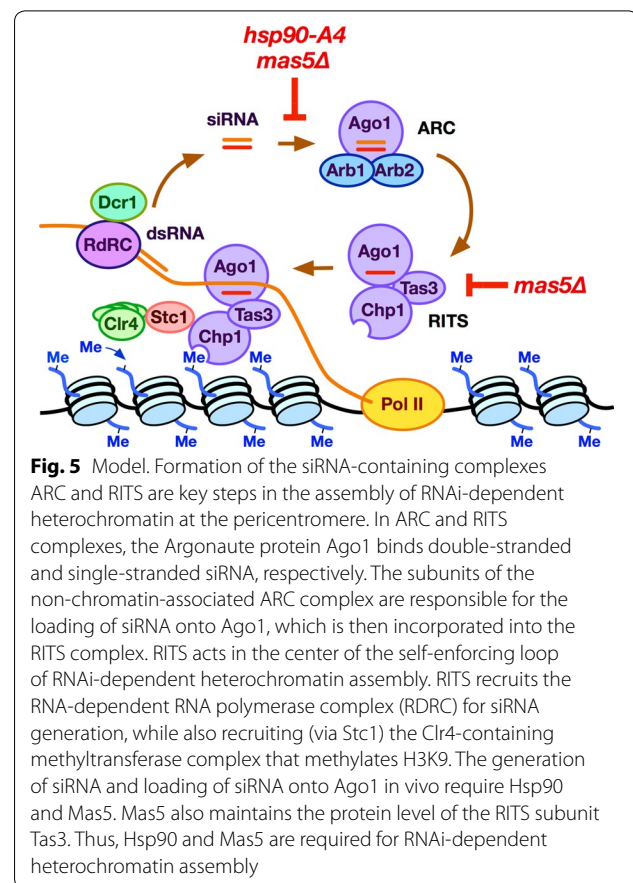 hsp90-A4
mas5Δ
siRNA
Ago1
ARC
Arb1 Arb2
Dcr1
RdRC
dsRNA
Ago1
Ago1
Tas3
mas5Δ
Chp1
RITS
Clr4
Stc1
Tas3
Chp1
Me Me Me Me Me Me Me
Pol II
Me Me Me Me Me Me
Fig. 5 Model. Formation of the siRNA-containing complexes
ARC and RITS are key steps in the assembly of RNAi-dependent
heterochromatin at the pericentromere. In ARC and RITS
complexes, the Argonaute protein Ago1 binds double-stranded
and single-stranded siRNA, respectively. The subunits of the
non-chromatin-associated ARC complex are responsible for the
loading of siRNA onto Ago1, which is then incorporated into the
RITS complex. RITS acts in the center of the self-enforcing loop
of RNAi-dependent heterochromatin assembly. RITS recruits the
RNA-dependent RNA polymerase complex (RDRC) for siRNA
generation, while also recruiting (via Stc1) the Clr4-containing
methyltransferase complex that methylates H3K9. The generation
of siRNA and loading of siRNA onto Ago1 in vivo require Hsp90
and Mas5. Mas5 also maintains the protein level of the RITS subunit
Tas3. Thus, Hsp90 and Mas5 are required for RNAi-dependent
heterochromatin assembly